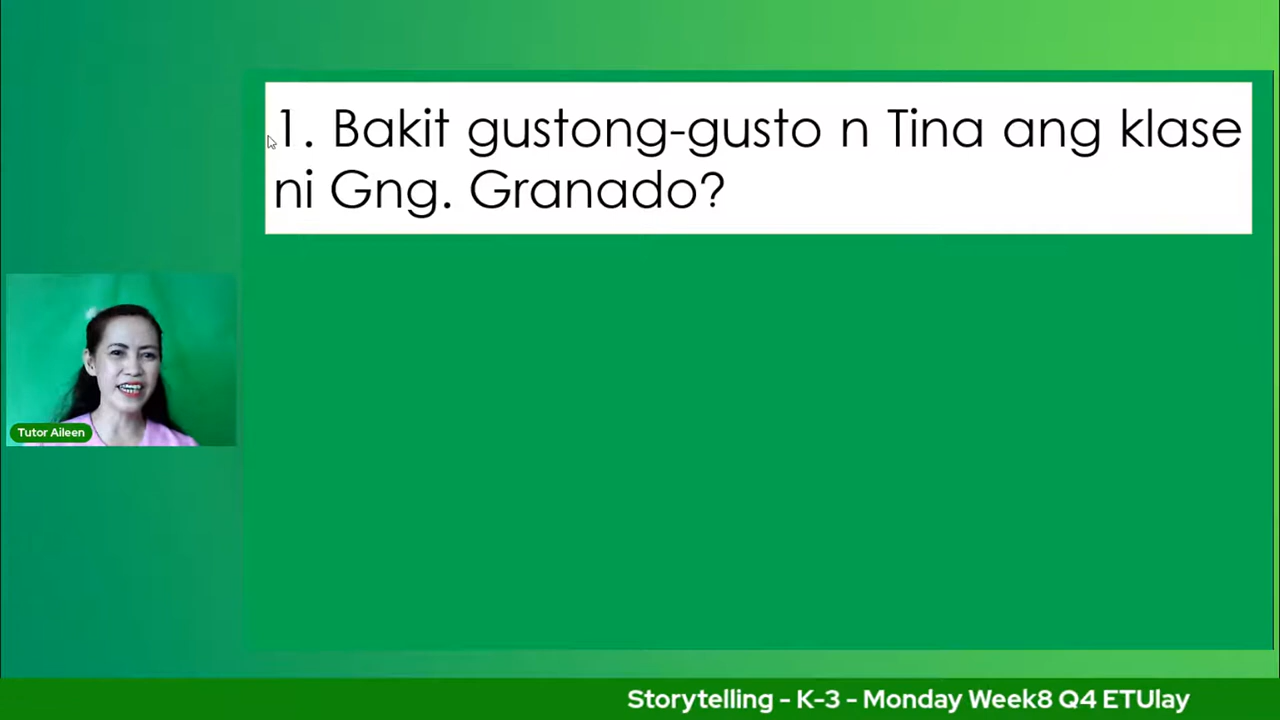 1. Bakit gustong-gusto n Tina ang klase
ni Gng. Granado?
Tutor Aileen
Storytelling - K-3 - Monday Week8 Q4 ETUlay